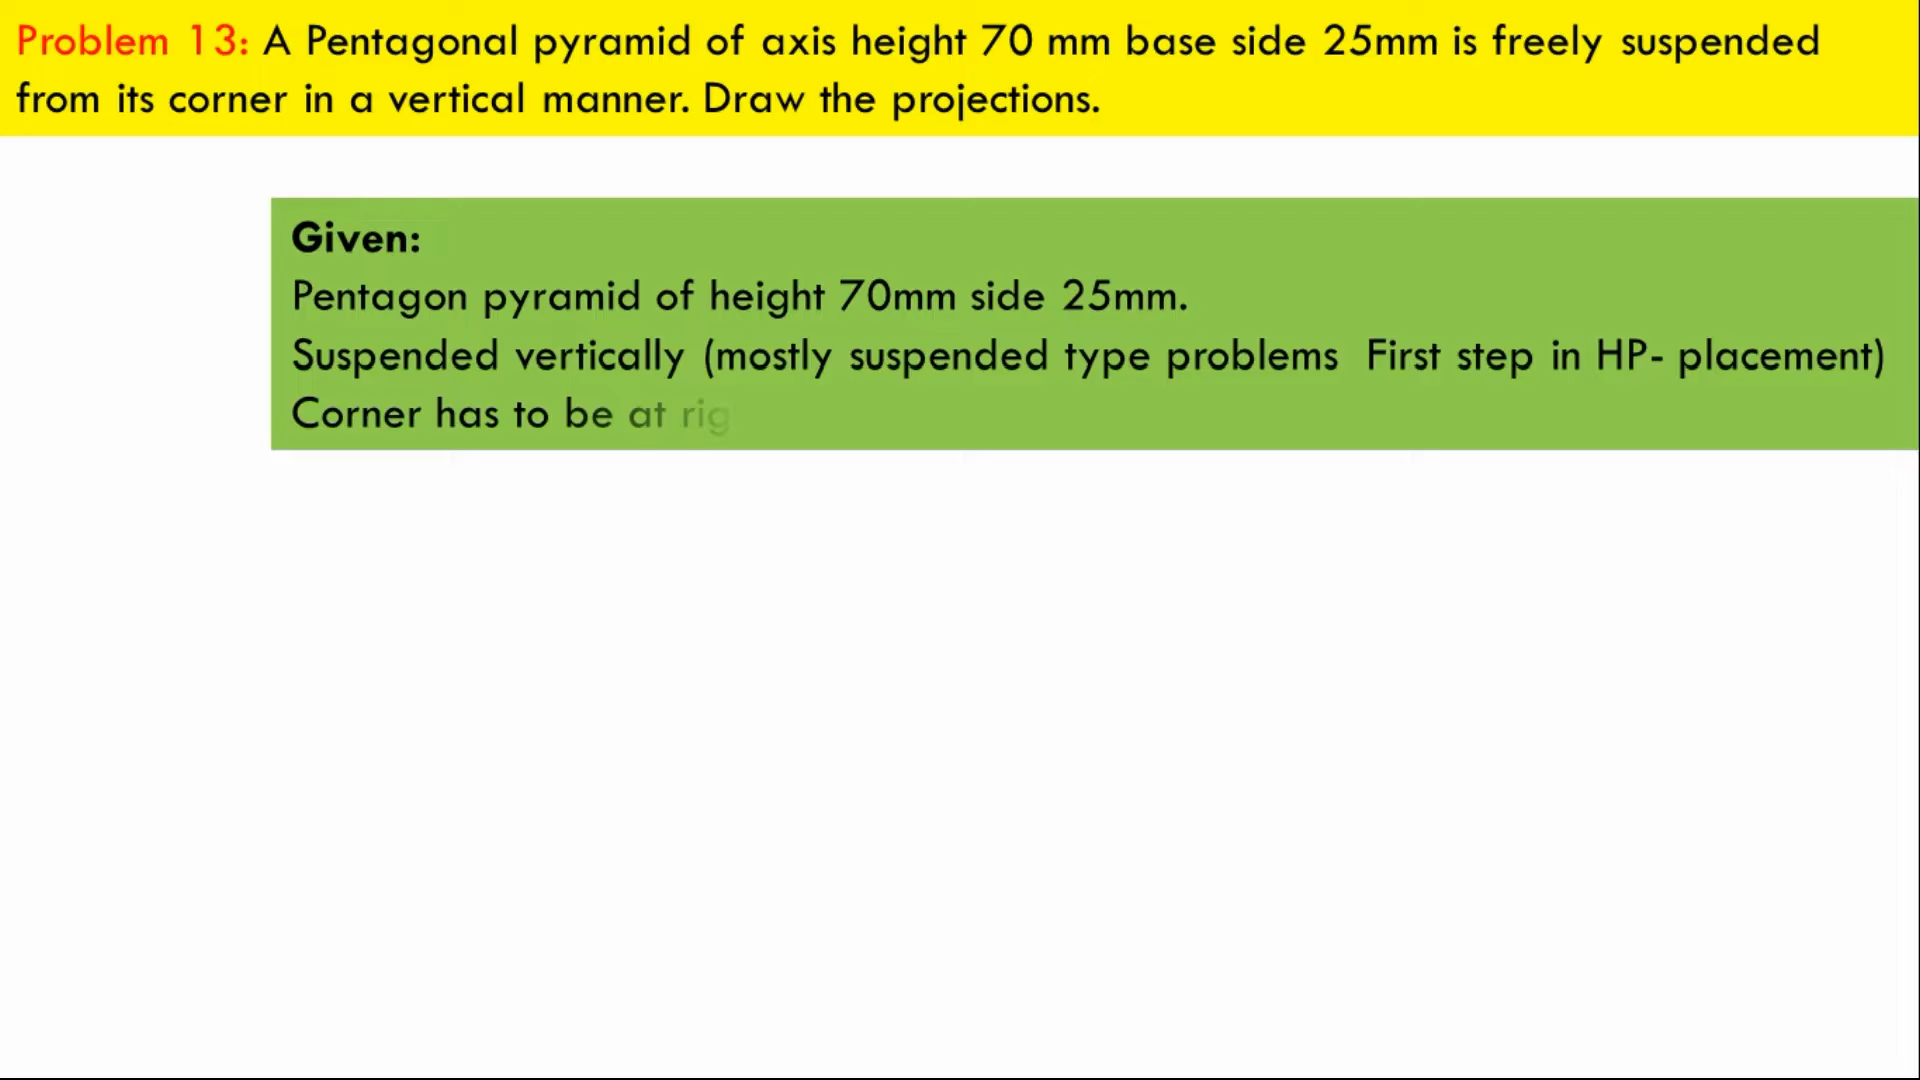 Problem 13: A Pentagonal pyramid of axis height 70 mm base side 25mm is freely suspended
from its corner in a vertical manner. Draw the projections.
Given:
Pentagon pyramid of height 70mm side 25mm.
Suspended vertically (mostly suspended type problems First step in HP- placement)
Corner has to be at rig